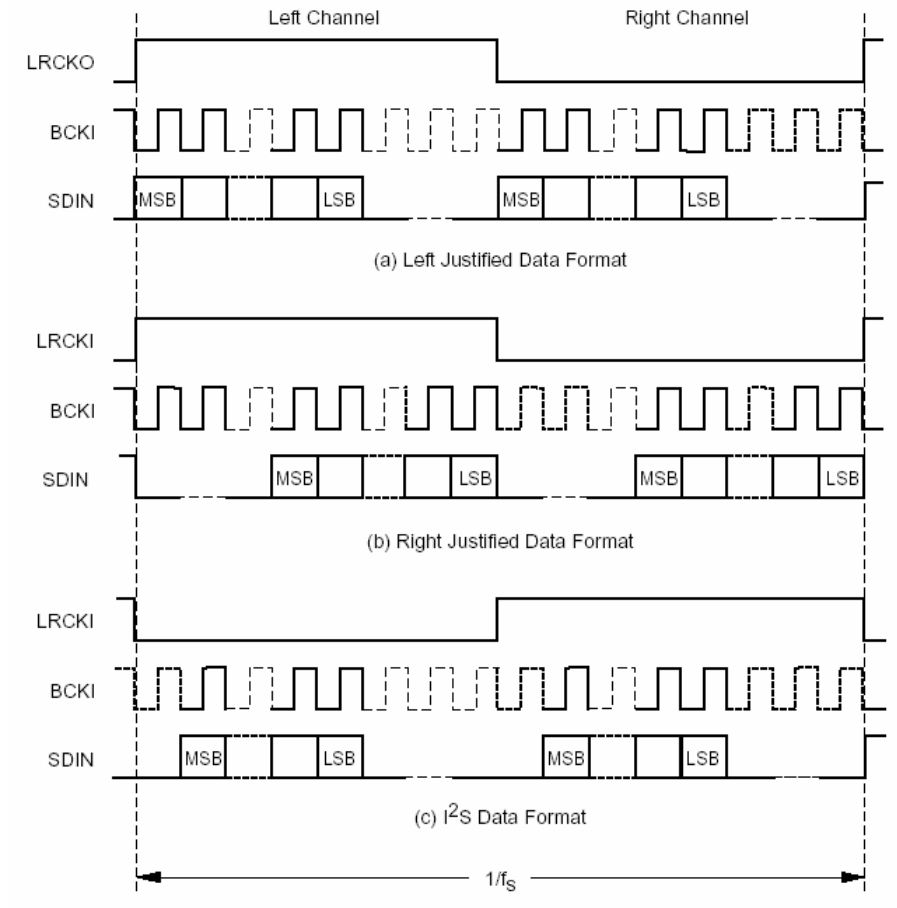 Left Channel Right Channel
LRCKO
BCKI
SDIN MSB LSB MSB LSB
(a) Left Justified Data Format
LRCKI
BCKI
SDIN MSB LSB MSB LSB
(b) Right Justified Data Format
LRCKI
BCKI
SDIN MSB LSB MSB LSB
(c) I²S Data Format
1/fS